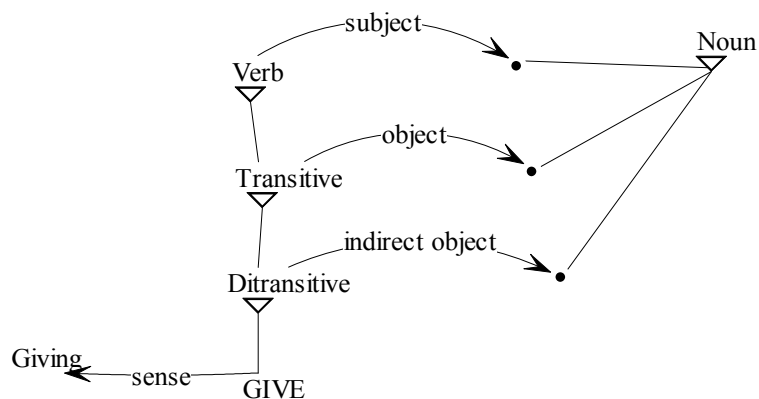 subject
Noun
Verb
object
Transitive
indirect object
Ditransitive
Giving
sense
GIVE